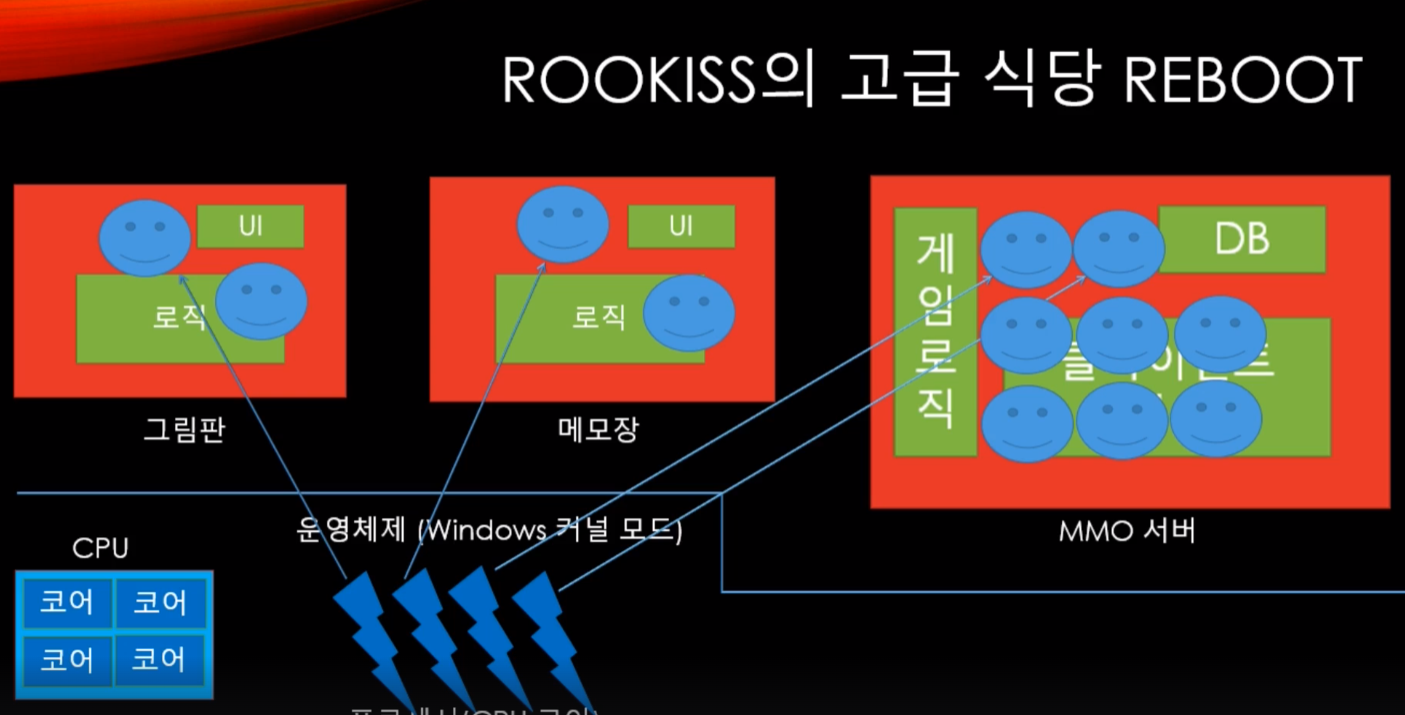 ROOKISS의 고급 식당 REBOOT
UI
로직
그림판
UI
로직
메모장
게임로직
DB
MMO 서버
운영체제 (Windows 커널 모드)
CPU
코어 코어
코어 코어